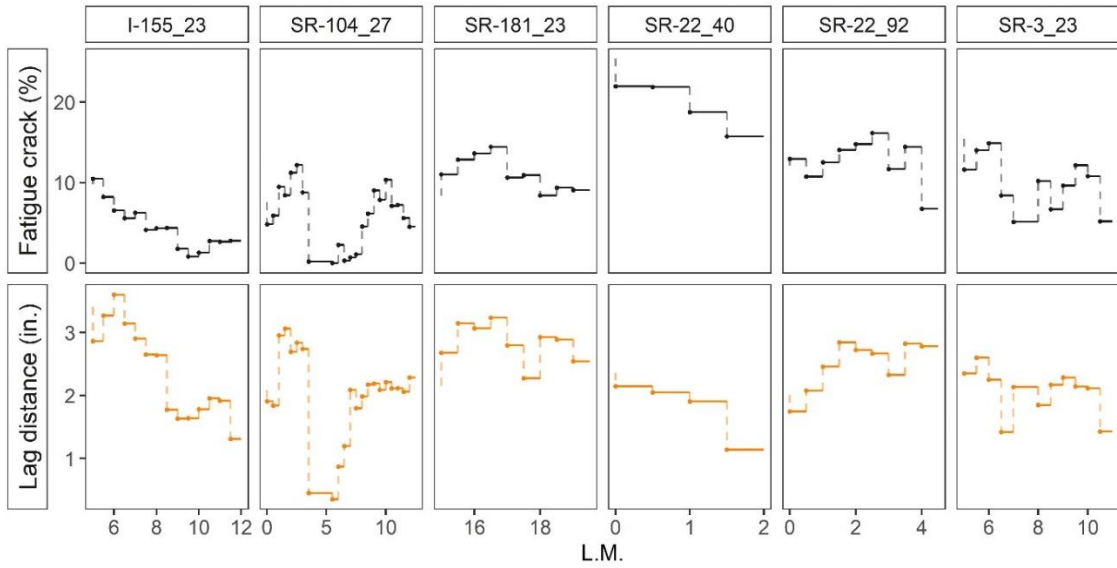 I-155_23 SR-104_27 SR-181_23 SR-22_40 SR-22_92 SR-3_23
Fatigue crack (%)
20
10
0
Lag distance (in.)
3
2
1
6 8 10 12 0 5 10 16 18 0 1 2 0 2 4 6 8 10
L.M.